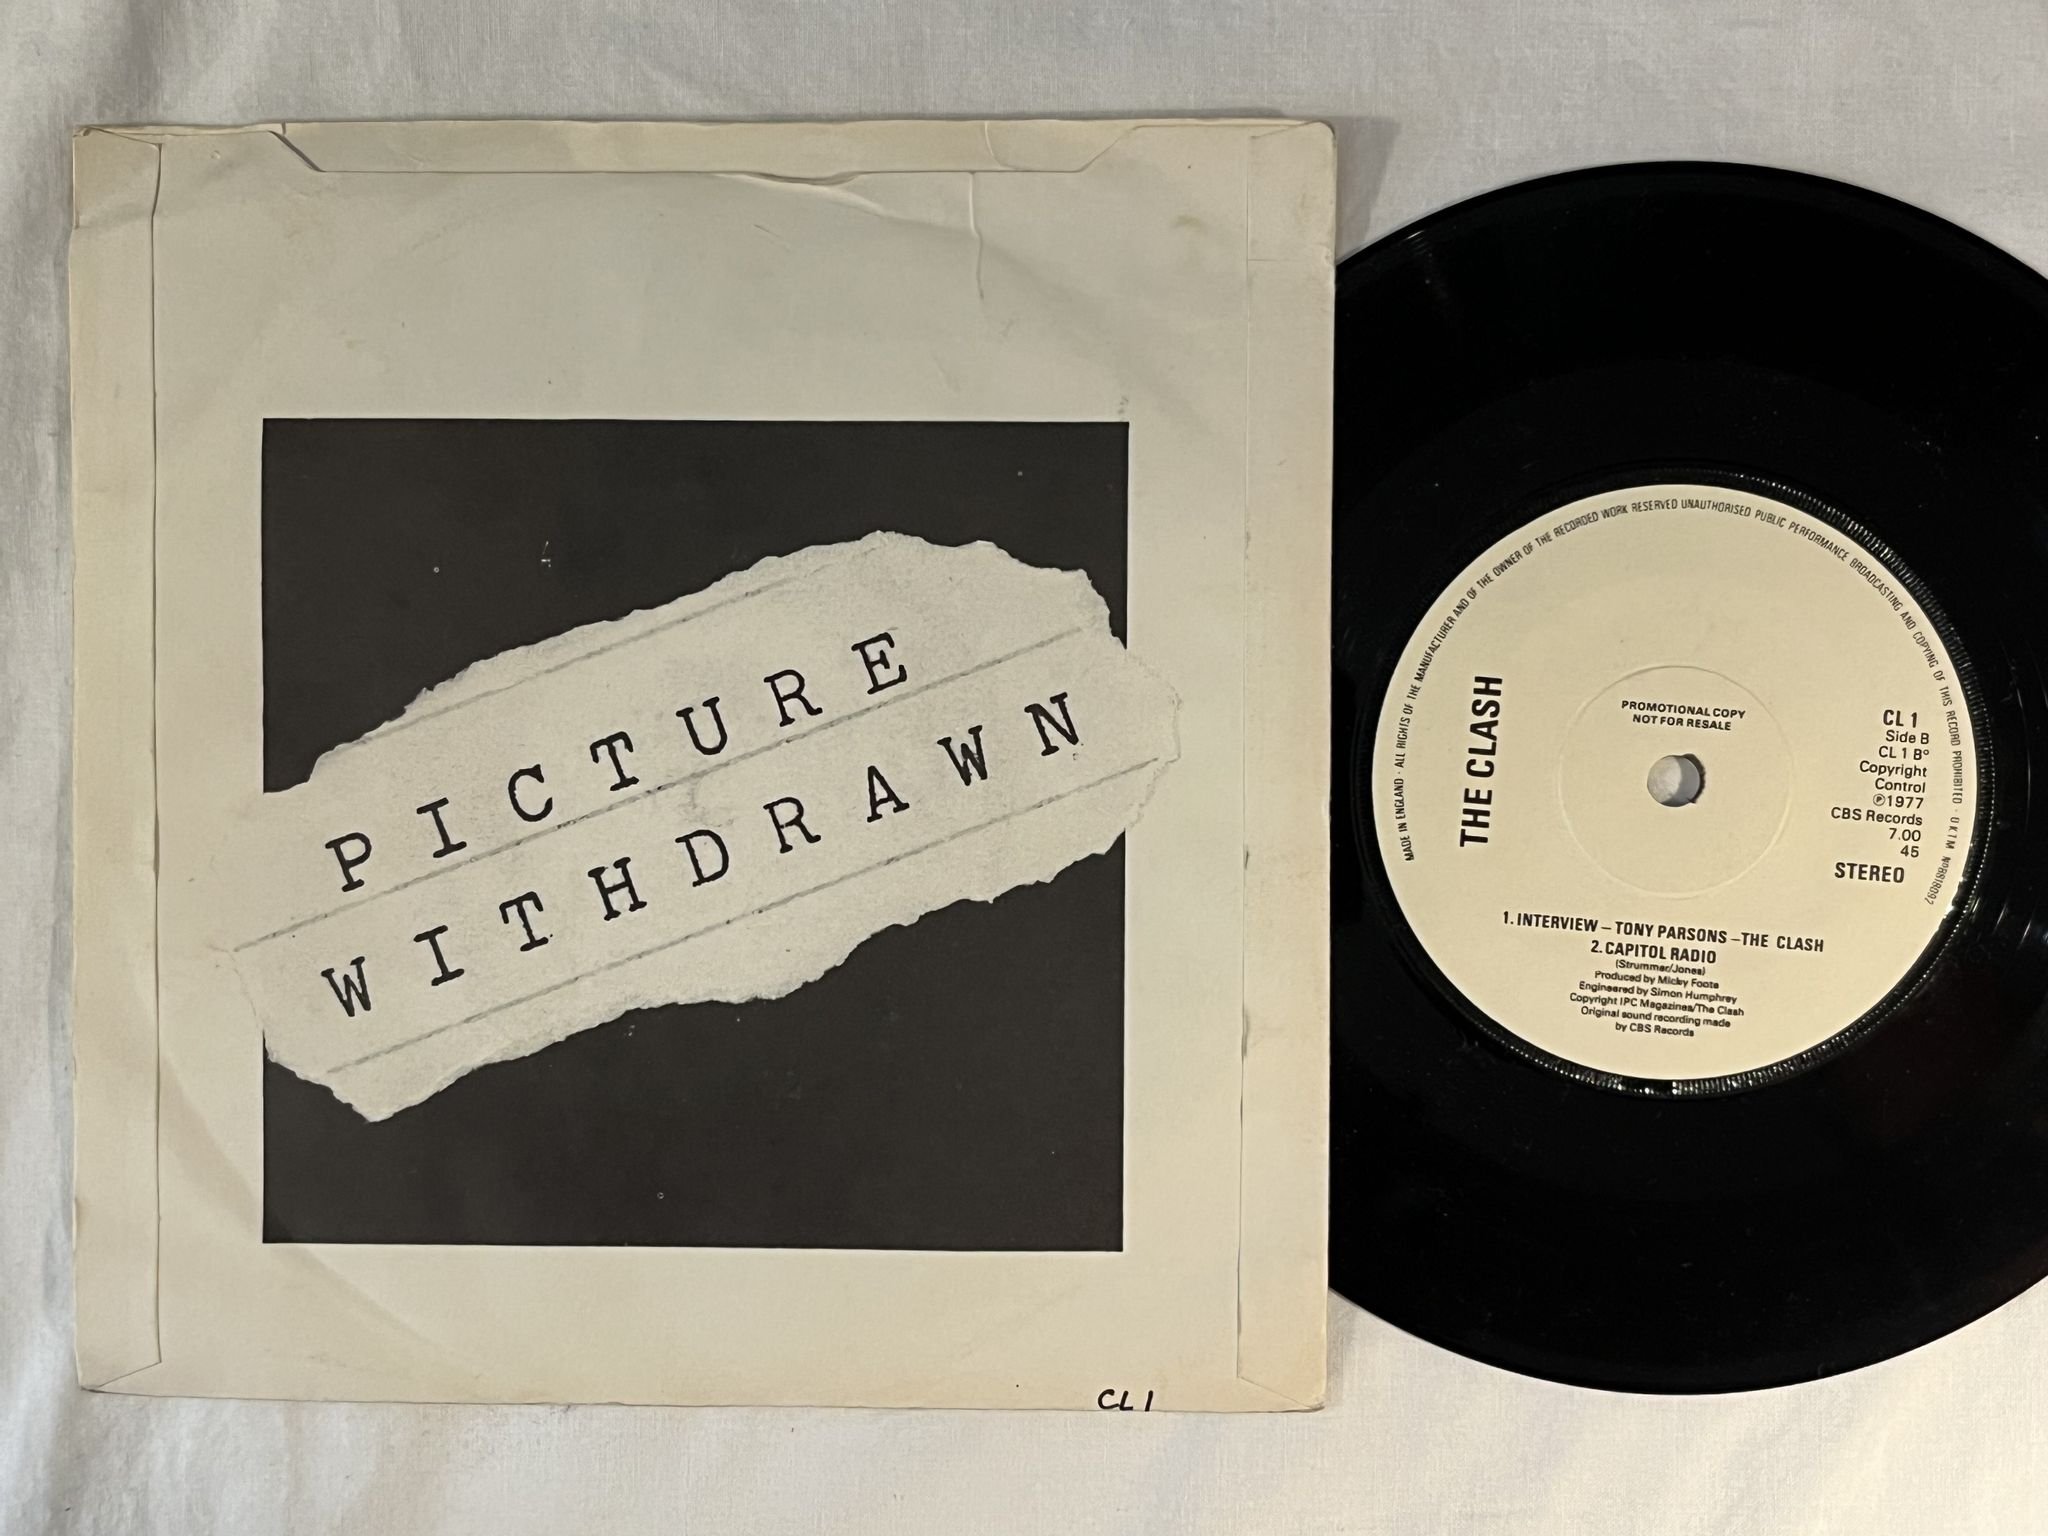 PICTURE
WITHDRAWN
CL 1
MADE IN ENGLAND · ALL RIGHTS OF THE MANUFACTURER AND OF THE OWNER OF THE RECORDED WORK RESERVED UNAUTHORISED PUBLIC PERFORMANCE BROADCASTING AND COPYING OF THIS RECORD PROHIBITED ·
THE CLASH
PROMOTIONAL COPY
NOT FOR RESALE
CL 1
Side B
CL 1 B°
Copyright
Control
℗1977
CBS Records
7.00
45
STEREO
1. INTERVIEW – TONY PARSONS – THE CLASH
2. CAPITOL RADIO
(Strummer/Jones)
Produced by Micky Foote
Engineered by Simon Humphrey
Copyright IPC Magazines/The Clash
Original sound recording made
by CBS Records